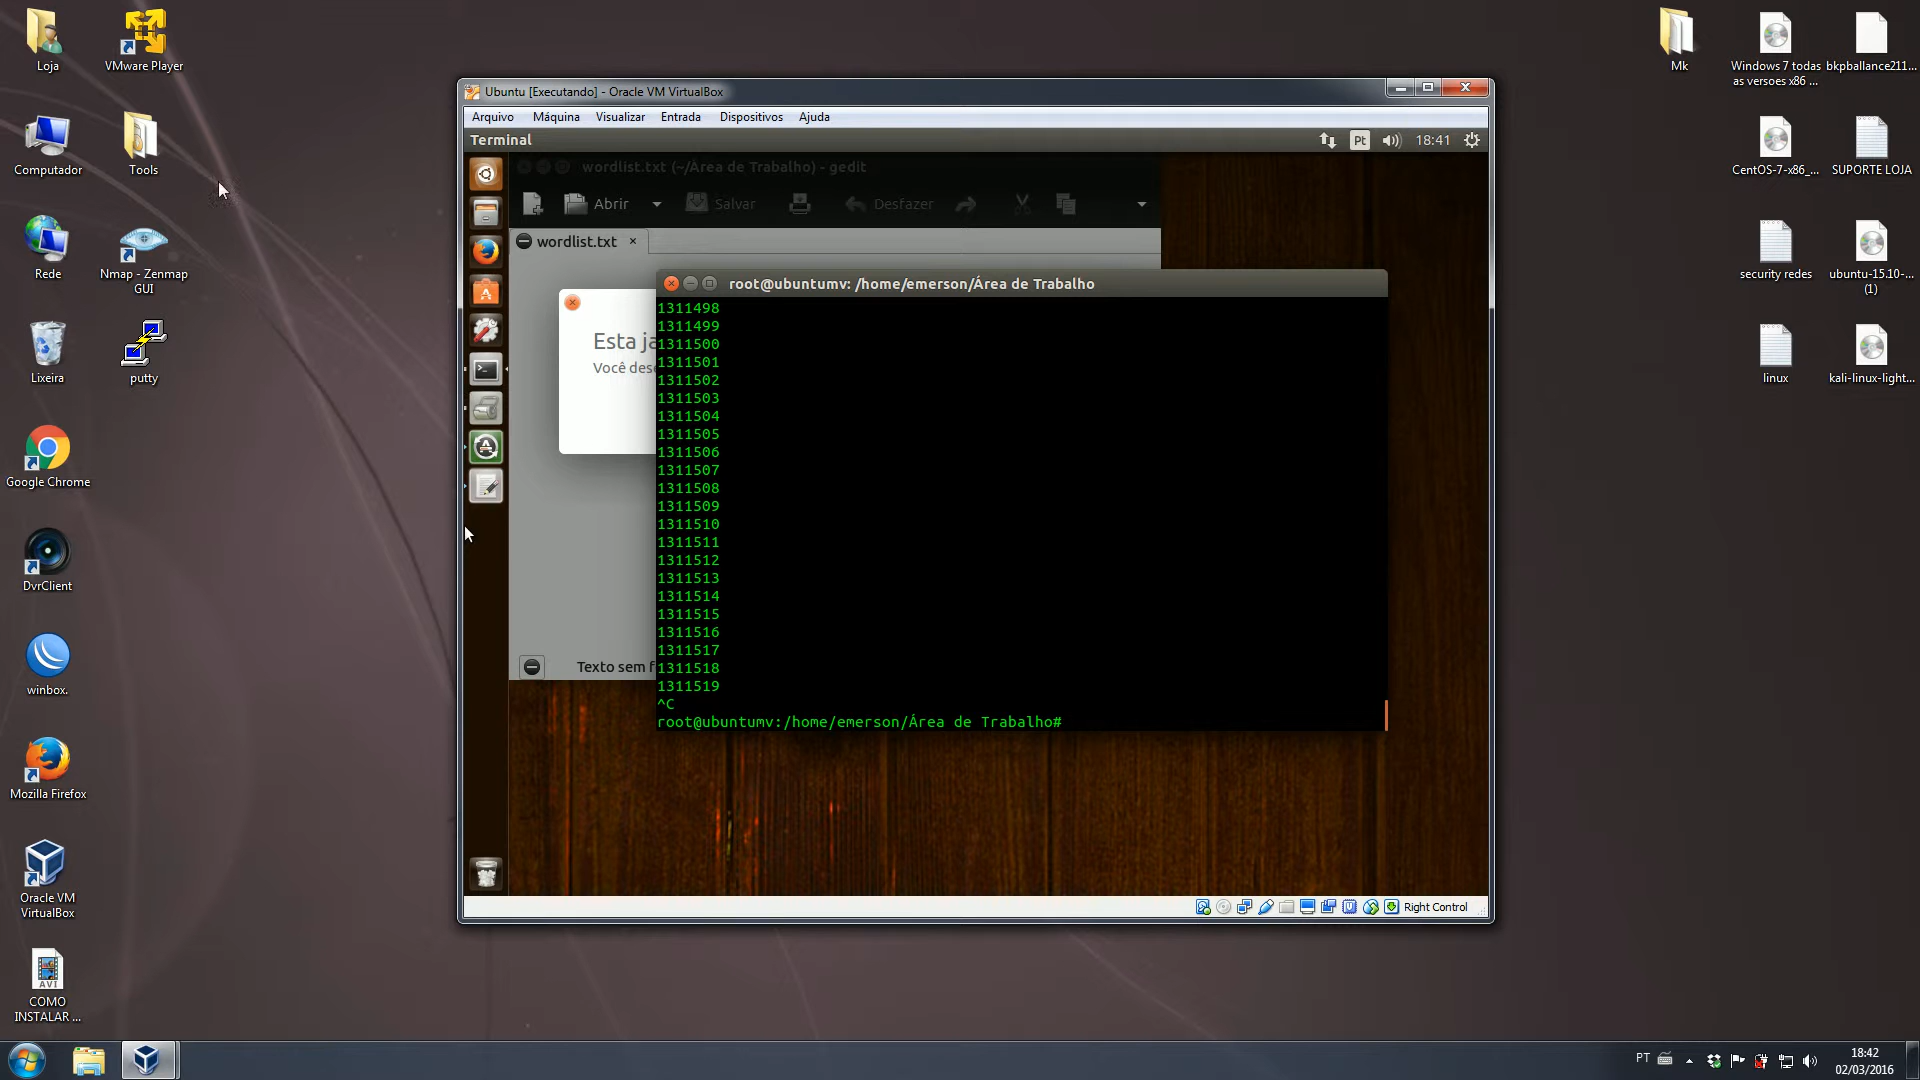 Loja
VMware Player
Computador
Tools
Rede
Nmap - Zenmap
GUI
Lixeira
putty
Google Chrome
DvrClient
winbox.
Mozilla Firefox
Oracle VM
VirtualBox
AVI
COMO
INSTALAR ...
Ubuntu [Executando] - Oracle VM VirtualBox
Arquivo Máquina Visualizar Entrada Dispositivos Ajuda
Terminal
Pt
18:41
wordlist.txt (~/Área de Trabalho) - gedit
Abrir Salvar Desfazer
wordlist.txt ×
Esta ja
Você dese
Texto sem f
root@ubuntumv: /home/emerson/Área de Trabalho
1311498
1311499
1311500
1311501
1311502
1311503
1311504
1311505
1311506
1311507
1311508
1311509
1311510
1311511
1311512
1311513
1311514
1311515
1311516
1311517
1311518
1311519
^C
root@ubuntumv:/home/emerson/Área de Trabalho#
Right Control
Mk
Windows 7 todas
as versoes x86 ...
bkpballance211...
CentOS-7-x86_...
SUPORTE LOJA
security redes
ubuntu-15.10-...
(1)
linux
kali-linux-light...
PT
18:42
02/03/2016